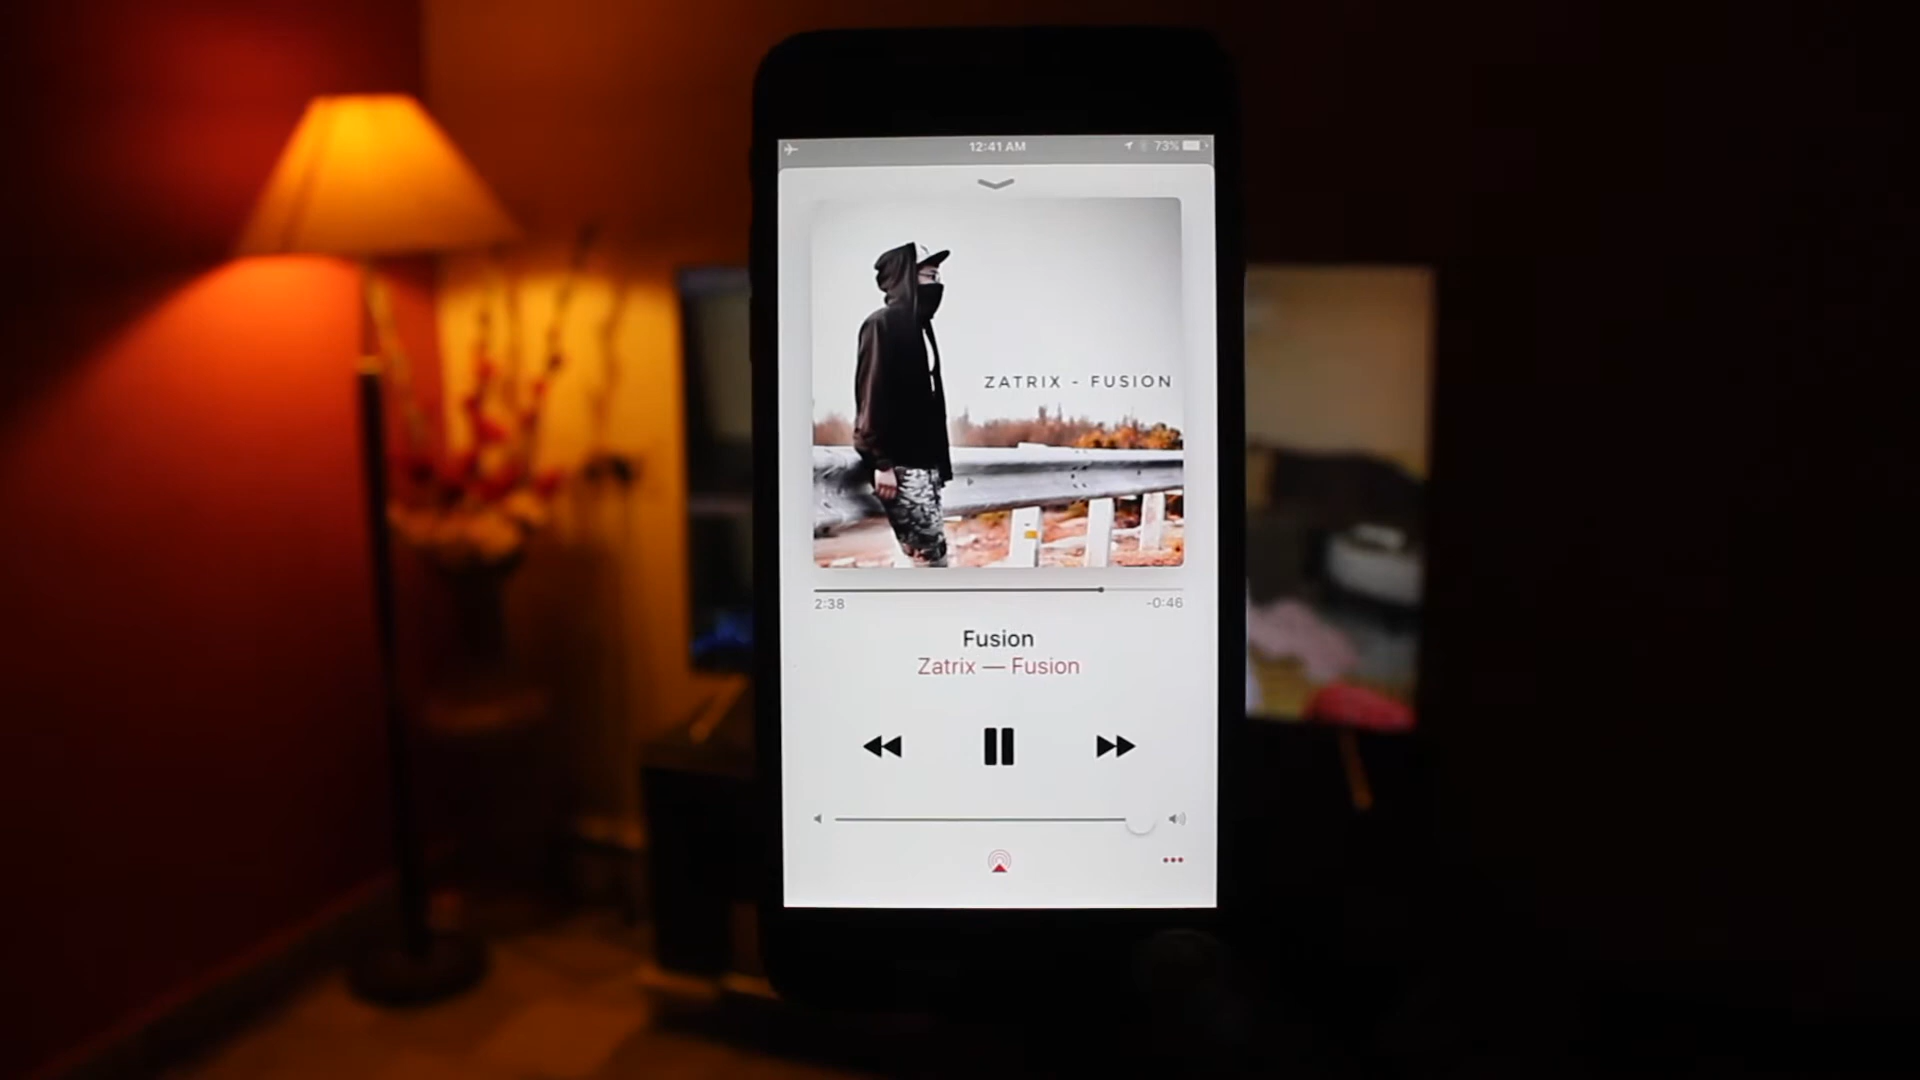 12:41 AM 73%
ZATRIX - FUSION
2:38 -0:46
Fusion
Zatrix — Fusion